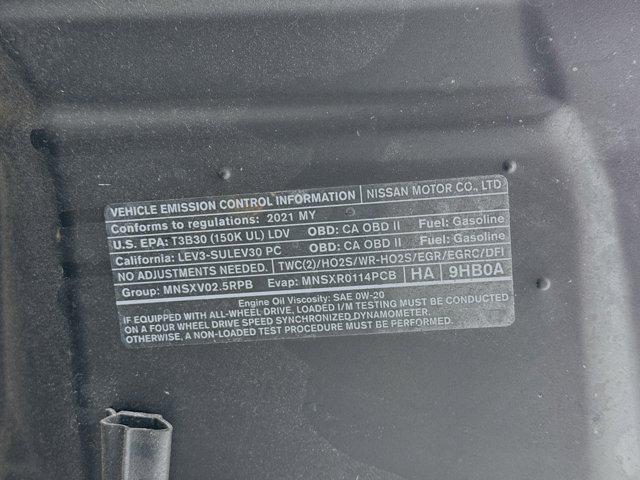 VEHICLE EMISSION CONTROL INFORMATION NISSAN MOTOR CO., LTD
Conforms to regulations: 2021 MY
U.S. EPA: T3B30 (150K UL) LDV OBD: CA OBD II Fuel: Gasoline
California: LEV3-SULEV30 PC OBD: CA OBD II Fuel: Gasoline
NO ADJUSTMENTS NEEDED. TWC(2)/HO2S/WR-HO2S/EGR/EGRC/DFI
Group: MNSXV02.5RPB Evap: MNSXR0114PCB HA 9HB0A
Engine Oil Viscosity: SAE 0W-20
IF EQUIPPED WITH ALL-WHEEL DRIVE, LOADED I/M TESTING MUST BE CONDUCTED
ON A FOUR WHEEL DRIVE SPEED SYNCHRONIZED DYNAMOMETER.
OTHERWISE, A NON-LOADED TEST PROCEDURE MUST BE PERFORMED.